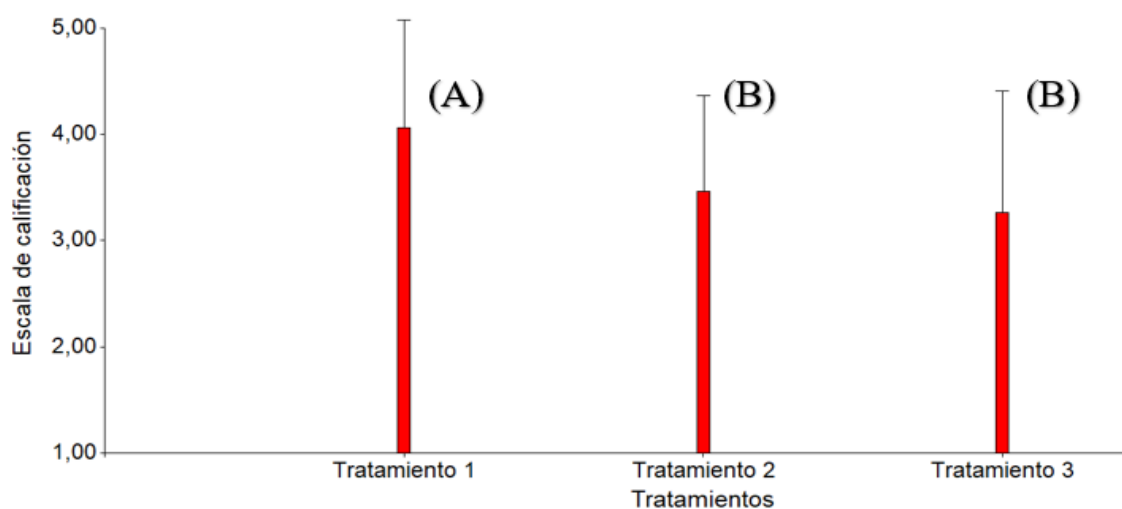 Escala de calificación
5,00
4,00
3,00
2,00
1,00
(A)
(B)
(B)
Tratamiento 1
Tratamiento 2
Tratamiento 3
Tratamientos